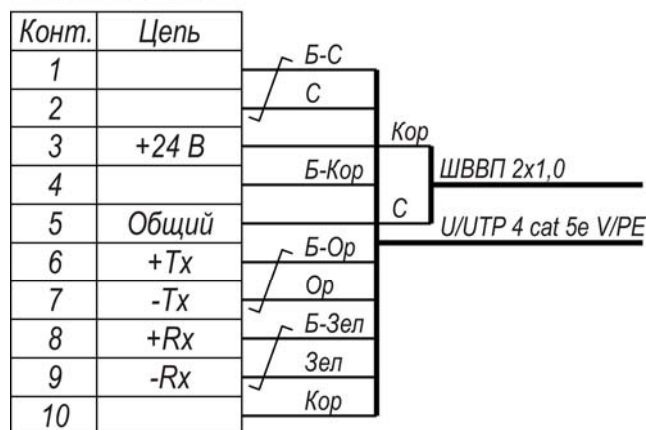 Конт. Цепь
1 Б-С
2 С
3 +24 В Кор
4 Б-Кор ШВВП 2х1,0
5 Общий С
U/UTP 4 cat 5e V/PE
6 +Tx Б-Ор
7 -Tx Ор
8 +Rx Б-Зел
9 -Rx Зел
10 Кор